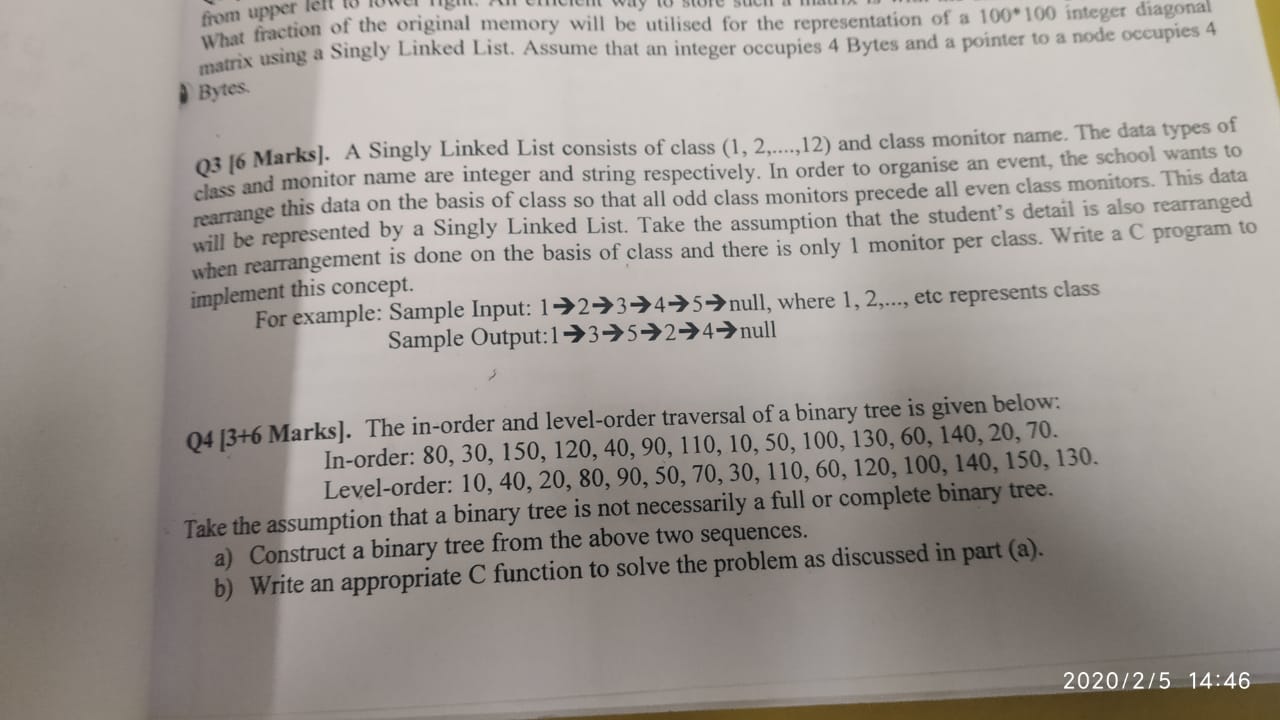 from upper left to lower right. An efficient way to store such a matrix is
What fraction of the original memory will be utilised for the representation of a 100*100 integer diagonal
matrix using a Singly Linked List. Assume that an integer occupies 4 Bytes and a pointer to a node occupies 4
Bytes.
Q3 [6 Marks]. A Singly Linked List consists of class (1, 2,....,12) and class monitor name. The data types of
class and monitor name are integer and string respectively. In order to organise an event, the school wants to
rearrange this data on the basis of class so that all odd class monitors precede all even class monitors. This data
will be represented by a Singly Linked List. Take the assumption that the student's detail is also rearranged
when rearrangement is done on the basis of class and there is only 1 monitor per class. Write a C program to
implement this concept.
For example: Sample Input: 1➔2➔3➔4➔5➔null, where 1, 2,..., etc represents class
Sample Output:1➔3➔5➔2➔4➔null
Q4 [3+6 Marks]. The in-order and level-order traversal of a binary tree is given below:
In-order: 80, 30, 150, 120, 40, 90, 110, 10, 50, 100, 130, 60, 140, 20, 70.
Level-order: 10, 40, 20, 80, 90, 50, 70, 30, 110, 60, 120, 100, 140, 150, 130.
Take the assumption that a binary tree is not necessarily a full or complete binary tree.
a) Construct a binary tree from the above two sequences.
b) Write an appropriate C function to solve the problem as discussed in part (a).
2020/2/5 14:46